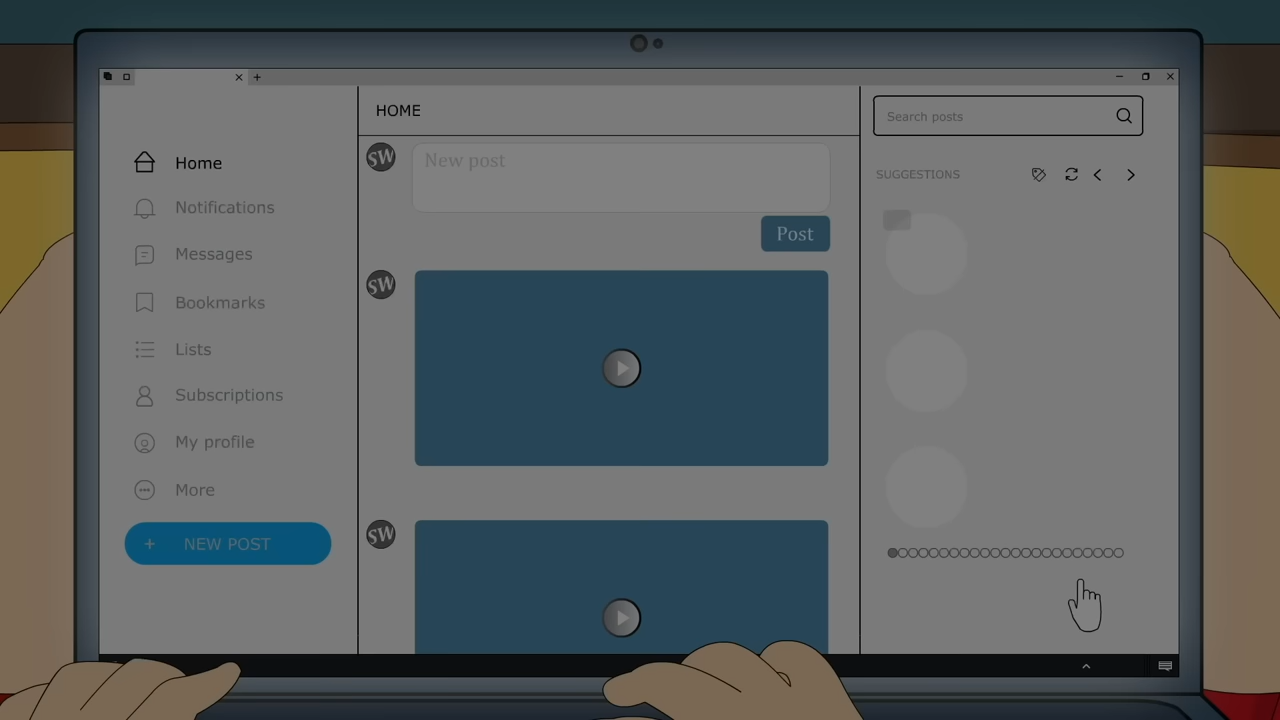 Home
Notifications
Messages
Bookmarks
Lists
Subscriptions
My profile
More
+ NEW POST
HOME
SW
New post
Post
SW
SW
Search posts
SUGGESTIONS